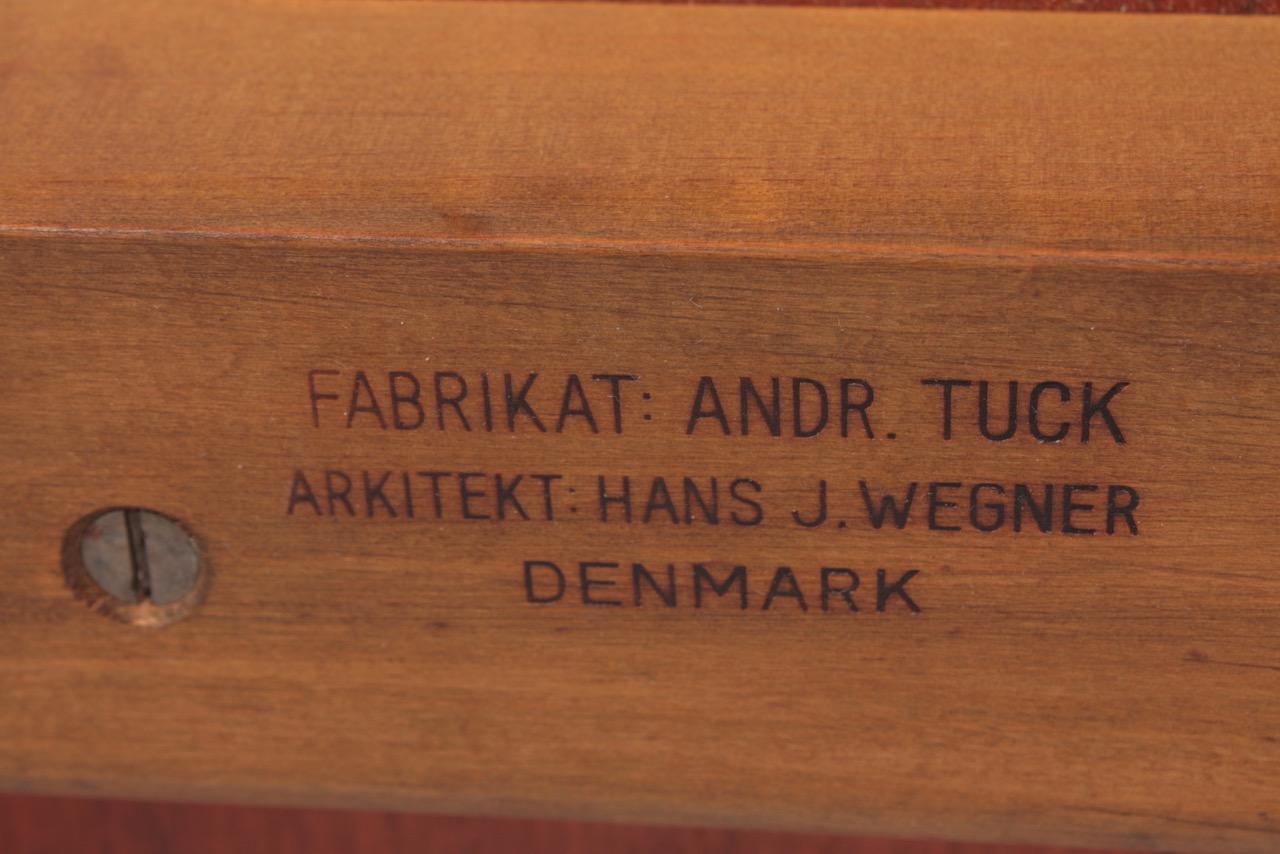 FABRIKAT: ANDR. TUCK
ARKITEKT: HANS J. WEGNER
DENMARK